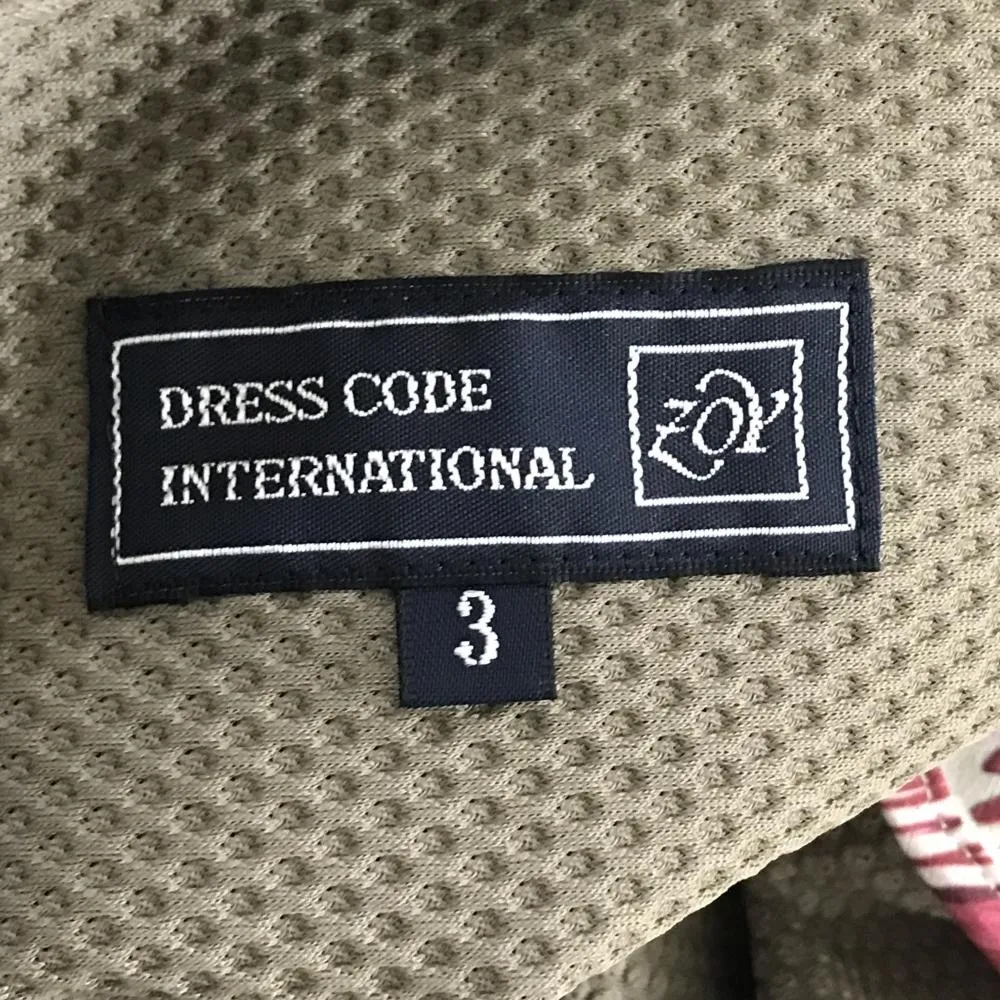 DRESS CODE
INTERNATIONAL
ZOY
3